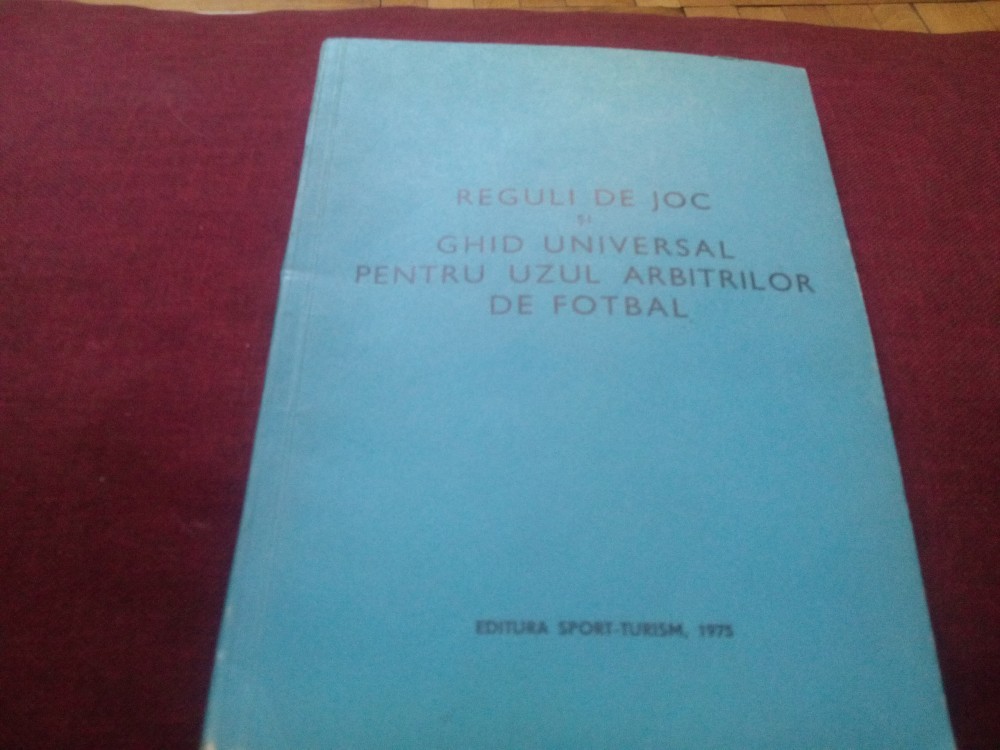 REGULI DE JOC
și
GHID UNIVERSAL
PENTRU UZUL ARBITRILOR
DE FOTBAL
EDITURA SPORT-TURISM, 1975